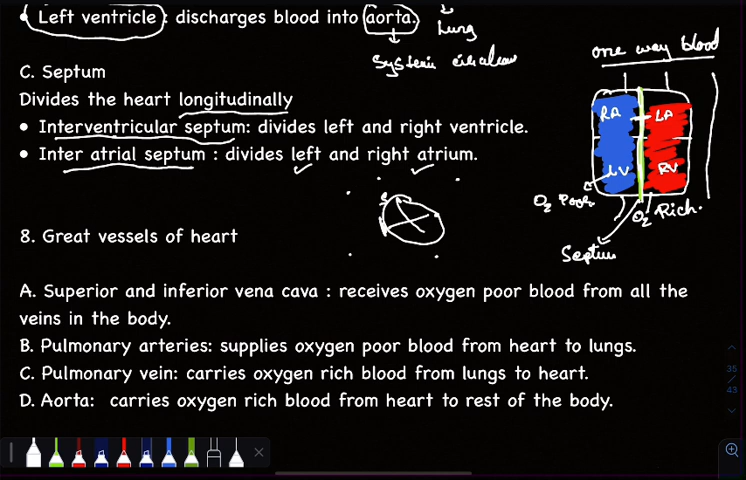 • Left ventricle : discharges blood into aorta.
Lung
Systemic
one way blood
C. Septum
Divides the heart longitudinally
• Interventricular septum: divides left and right ventricle.
• Inter atrial septum : divides left and right atrium.
RA LA
LV RV
O2 Poor
O2 Rich.
Septum
8. Great vessels of heart
A. Superior and inferior vena cava : receives oxygen poor blood from all the
veins in the body.
B. Pulmonary arteries: supplies oxygen poor blood from heart to lungs.
C. Pulmonary vein: carries oxygen rich blood from lungs to heart.
D. Aorta: carries oxygen rich blood from heart to rest of the body.
35
/
43